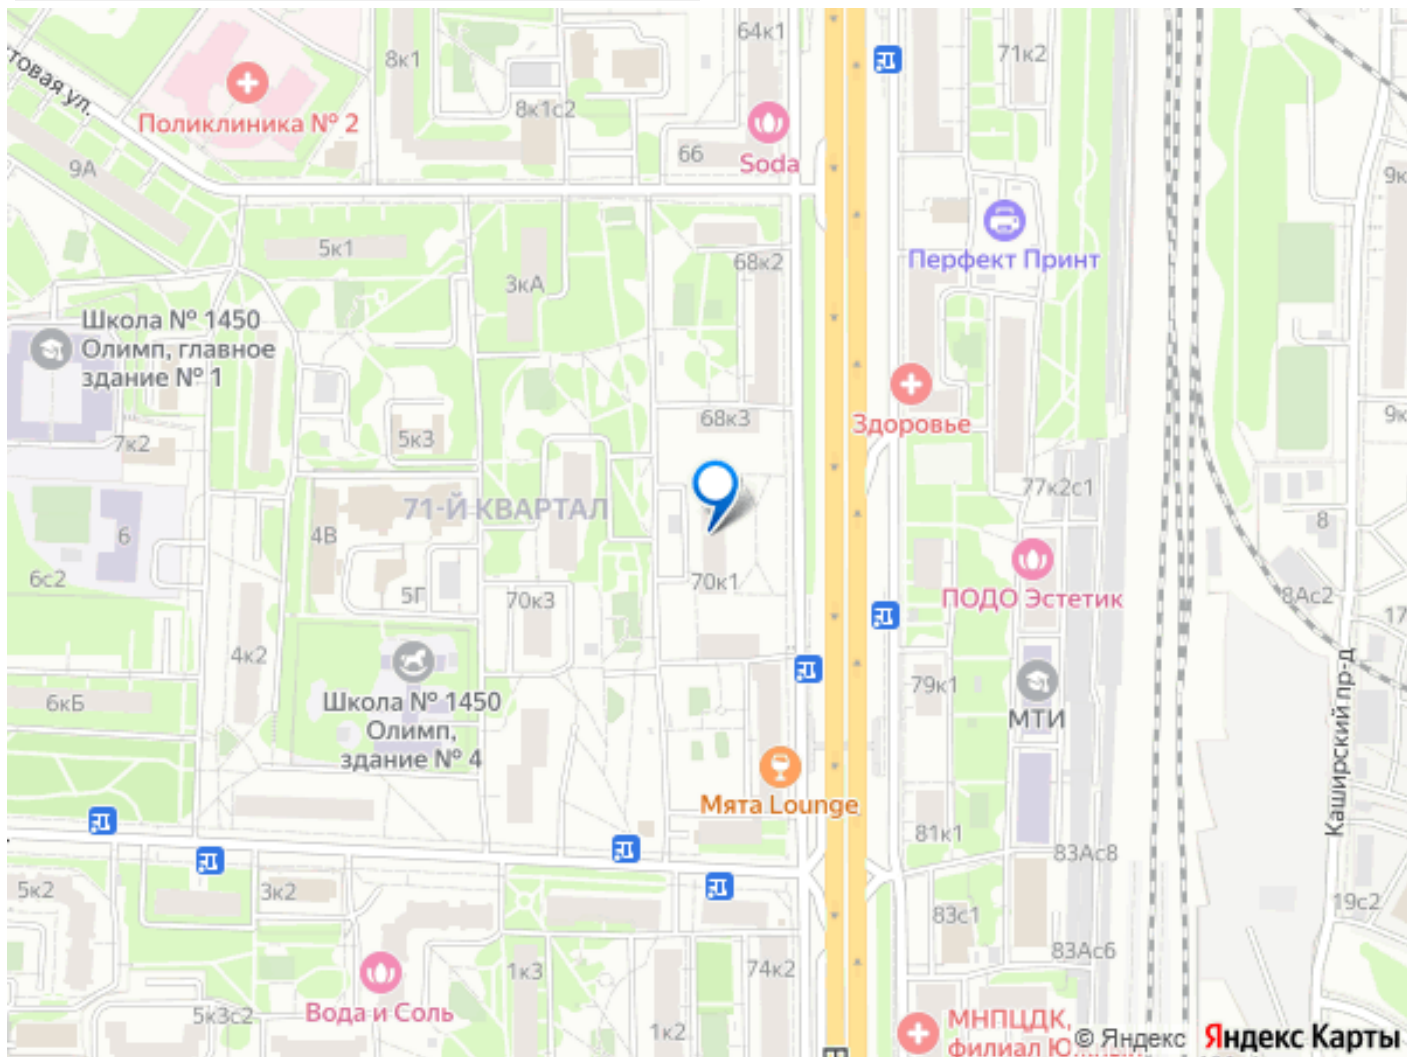 64к1
8к1
71к2
товая ул.
8к1с2
Поликлиника № 2
66
Soda
9А
9к
5к1
68к2
Перфект Принт
3кА
Школа № 1450
Олимп, главное
здание № 1
68к3
Здоровье
9к
7к2
5к3
77к2с1
71-Й КВАРТАЛ
8
6
4В
6с2
5Г
70к3
70к1
ПОДО Эстетик
8Ас2
17
4к2
79к1
6кБ
Школа № 1450
Олимп,
здание № 4
МТИ
Каширский пр-д
Мята Lounge
81к1
83Ас8
5к2
3к2
83с1
19с2
83Ас6
1к3
74к2
Вода и Соль
5к3с2
1к2
МНПЦДК,
филиал Ю
© Яндекс Яндекс Карты